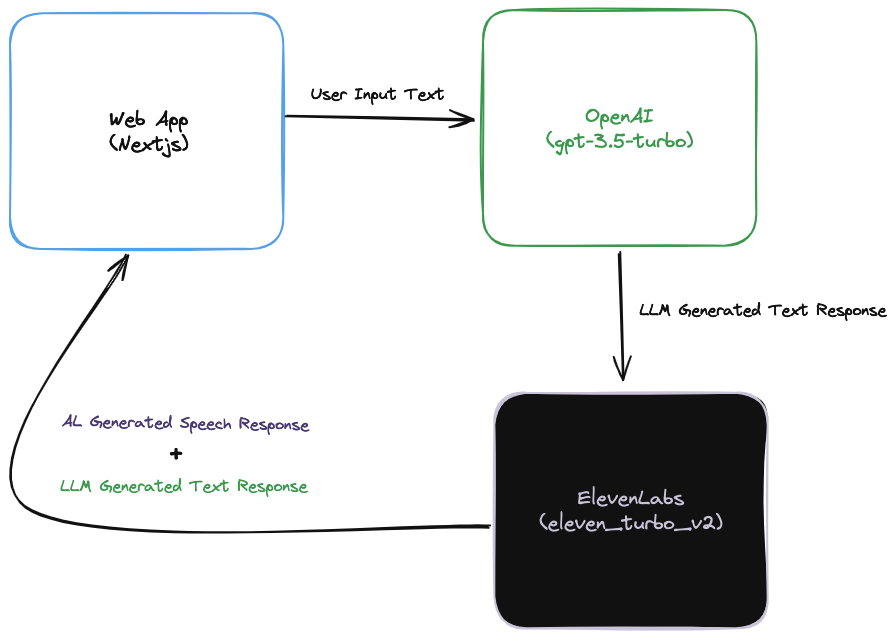 Web App
(Nextjs)
User Input Text
OpenAI
(gpt-3.5-turbo)
LLM Generated Text Response
AL Generated Speech Response
+
LLM Generated Text Response
ElevenLabs
(eleven_turbo_v2)